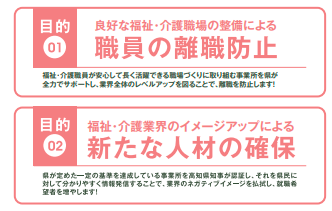 目的
01
良好な福祉・介護職場の整備による
職員の離職防止
福祉・介護職員が安心して長く活躍できる職場づくりに取り組む事業所を県が
全力でサポートし、業界全体のレベルアップを図ることで、離職を防止します!
目的
02
福祉・介護業界のイメージアップによる
新たな人材の確保
県が定めた一定の基準を達成している事業所を高知県知事が認証し、それを県民に
対して分かりやすく情報発信することで、業界のネガティブイメージを払拭し、就職希
望者を増やします!